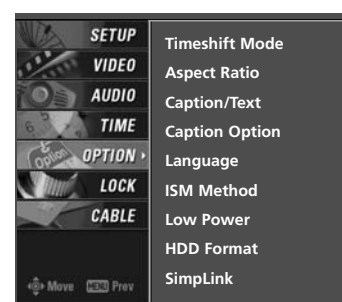 SETUP
VIDEO
AUDIO
TIME
OPTION
LOCK
CABLE
Move MENU Prev
Timeshift Mode
Aspect Ratio
Caption/Text
Caption Option
Language
ISM Method
Low Power
HDD Format
SimpLink